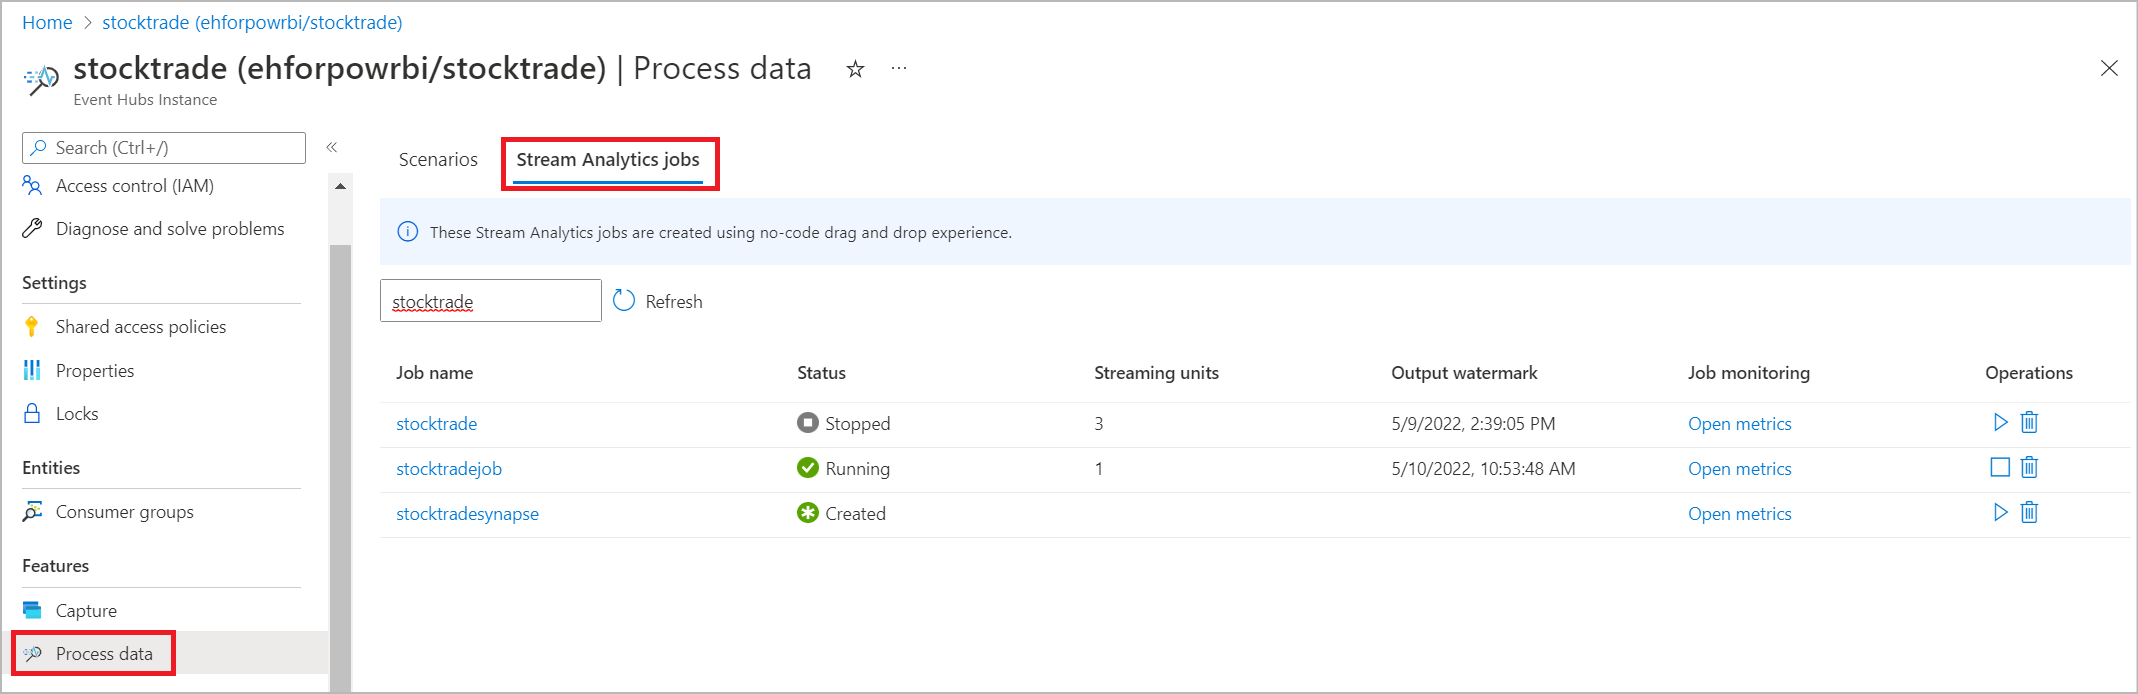 Home > stocktrade (ehforpowrbi/stocktrade)
stocktrade (ehforpowrbi/stocktrade) | Process data
Event Hubs Instance
Search (Ctrl+/)
Access control (IAM)
Diagnose and solve problems
Settings
Shared access policies
Properties
Locks
Entities
Consumer groups
Features
Capture
Process data
Scenarios Stream Analytics jobs
These Stream Analytics jobs are created using no-code drag and drop experience.
stocktrade Refresh
Job name Status Streaming units Output watermark Job monitoring Operations
stocktrade Stopped 3 5/9/2022, 2:39:05 PM Open metrics
stocktradejob Running 1 5/10/2022, 10:53:48 AM Open metrics
stocktradesynapse Created Open metrics